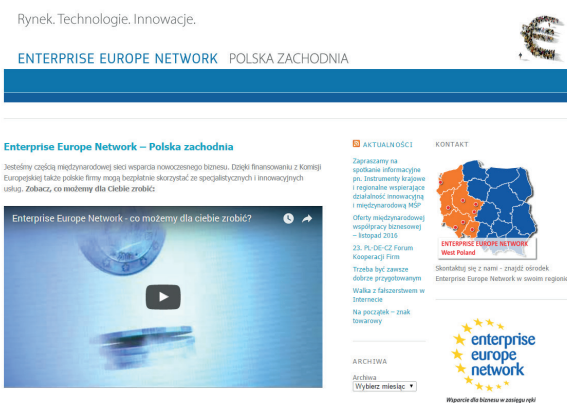 Rynek. Technologie. Innowacje.
ENTERPRISE EUROPE NETWORK POLSKA ZACHODNIA
Enterprise Europe Network – Polska zachodnia
Jesteśmy częścią międzynarodowej sieci wsparcia nowoczesnego biznesu. Dzięki finansowaniu z Komisji
Europejskiej także polskie firmy mogą bezpłatnie skorzystać ze specjalistycznych i innowacyjnych
usług. Zobacz, co możemy dla Ciebie zrobić:
Enterprise Europe Network - co możemy dla ciebie zrobić?
AKTUALNOŚCI
Zapraszamy na
spotkanie informacyjne
pn. Instrumenty krajowe
i regionalne wspierające
działalność innowacyjną
i międzynarodową MŚP
Oferty międzynarodowej
współpracy biznesowej
– listopad 2016
23. PL-DE-CZ Forum
Kooperacji Firm
Trzeba być zawsze
dobrze przygotowanym
Walka z fałszerstwem w
Internecie
Na początek – znak
towarowy
ARCHIWA
Archiwa
Wybierz miesiąc
KONTAKT
ENTERPRISE EUROPE NETWORK
West Poland
Skontaktuj się z nami - znajdź ośrodek
Enterprise Europe Network w swoim regionie
enterprise
europe
network
Wsparcie dla biznesu w zasięgu ręki